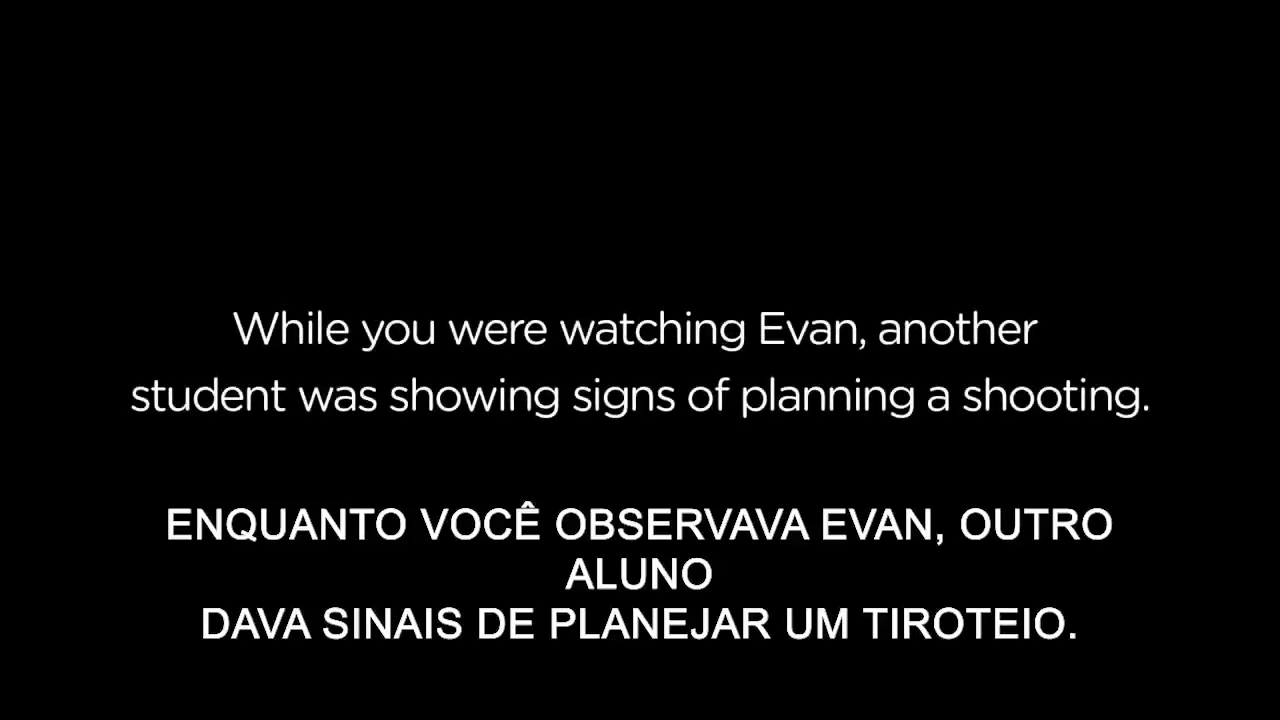 While you were watching Evan, another
student was showing signs of planning a shooting.
ENQUANTO VOCÊ OBSERVAVA EVAN, OUTRO
ALUNO
DAVA SINAIS DE PLANEJAR UM TIROTEIO.